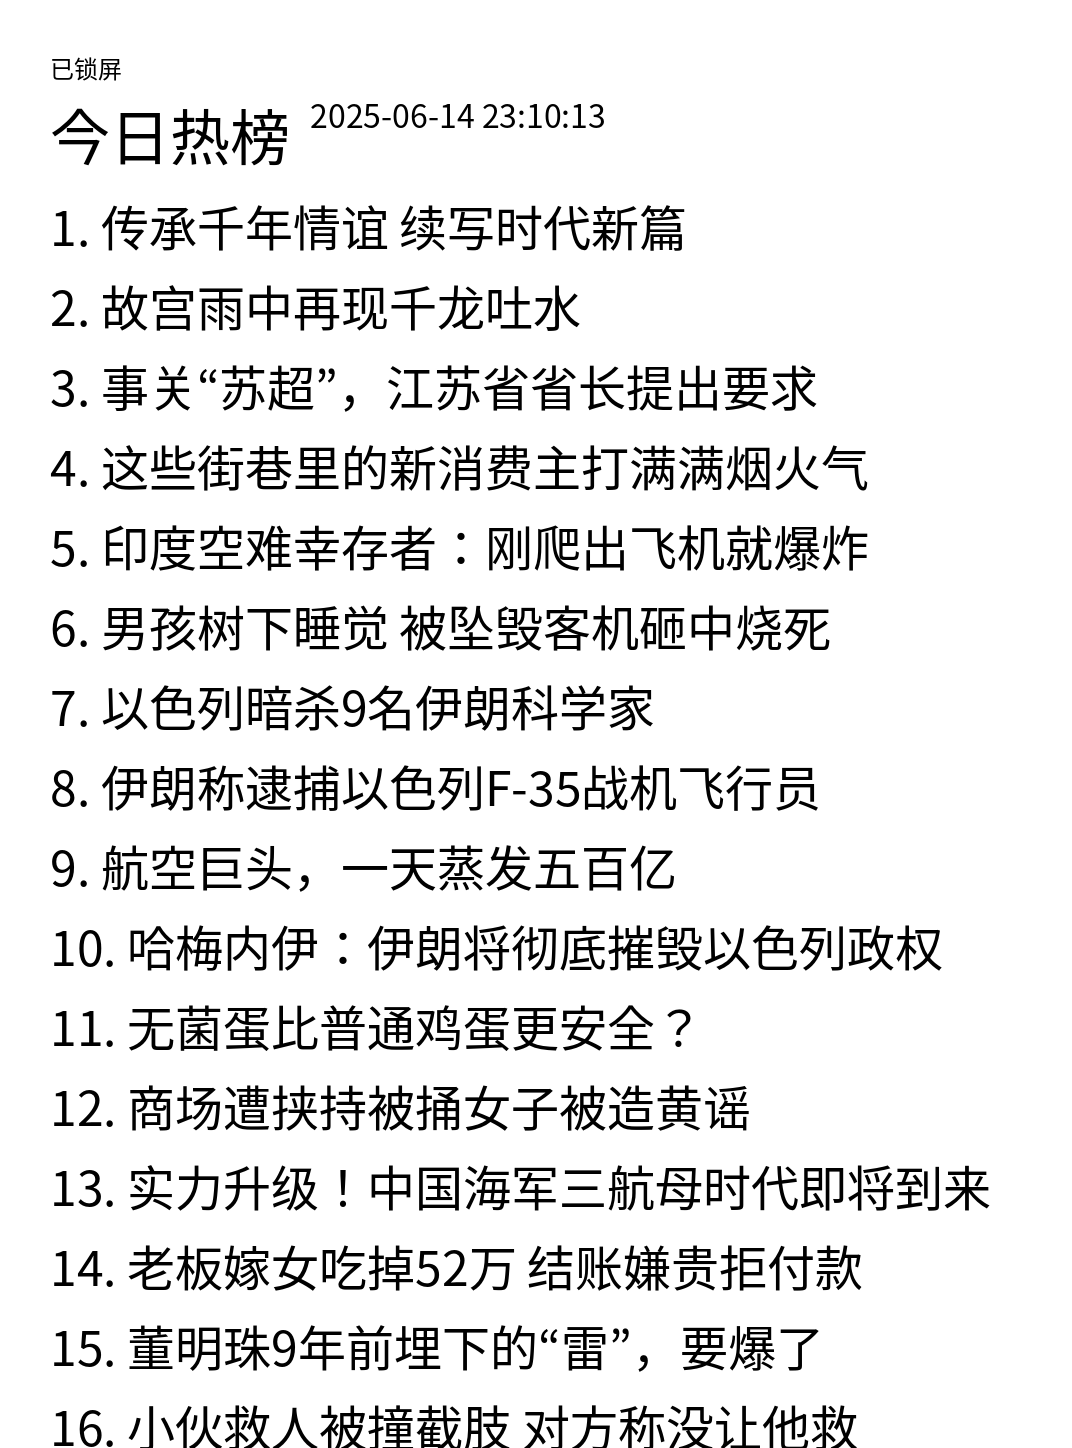 已锁屏
今日热榜 2025-06-14 23:10:13
1. 传承千年情谊 续写时代新篇
2. 故宫雨中再现千龙吐水
3. 事关“苏超”，江苏省省长提出要求
4. 这些街巷里的新消费主打满满烟火气
5. 印度空难幸存者：刚爬出飞机就爆炸
6. 男孩树下睡觉 被坠毁客机砸中烧死
7. 以色列暗杀9名伊朗科学家
8. 伊朗称逮捕以色列F-35战机飞行员
9. 航空巨头，一天蒸发五百亿
10. 哈梅内伊：伊朗将彻底摧毁以色列政权
11. 无菌蛋比普通鸡蛋更安全？
12. 商场遭挟持被捅女子被造黄谣
13. 实力升级！中国海军三航母时代即将到来
14. 老板嫁女吃掉52万 结账嫌贵拒付款
15. 董明珠9年前埋下的“雷”，要爆了
16. 小伙救人被撞截肢 对方称没让他救